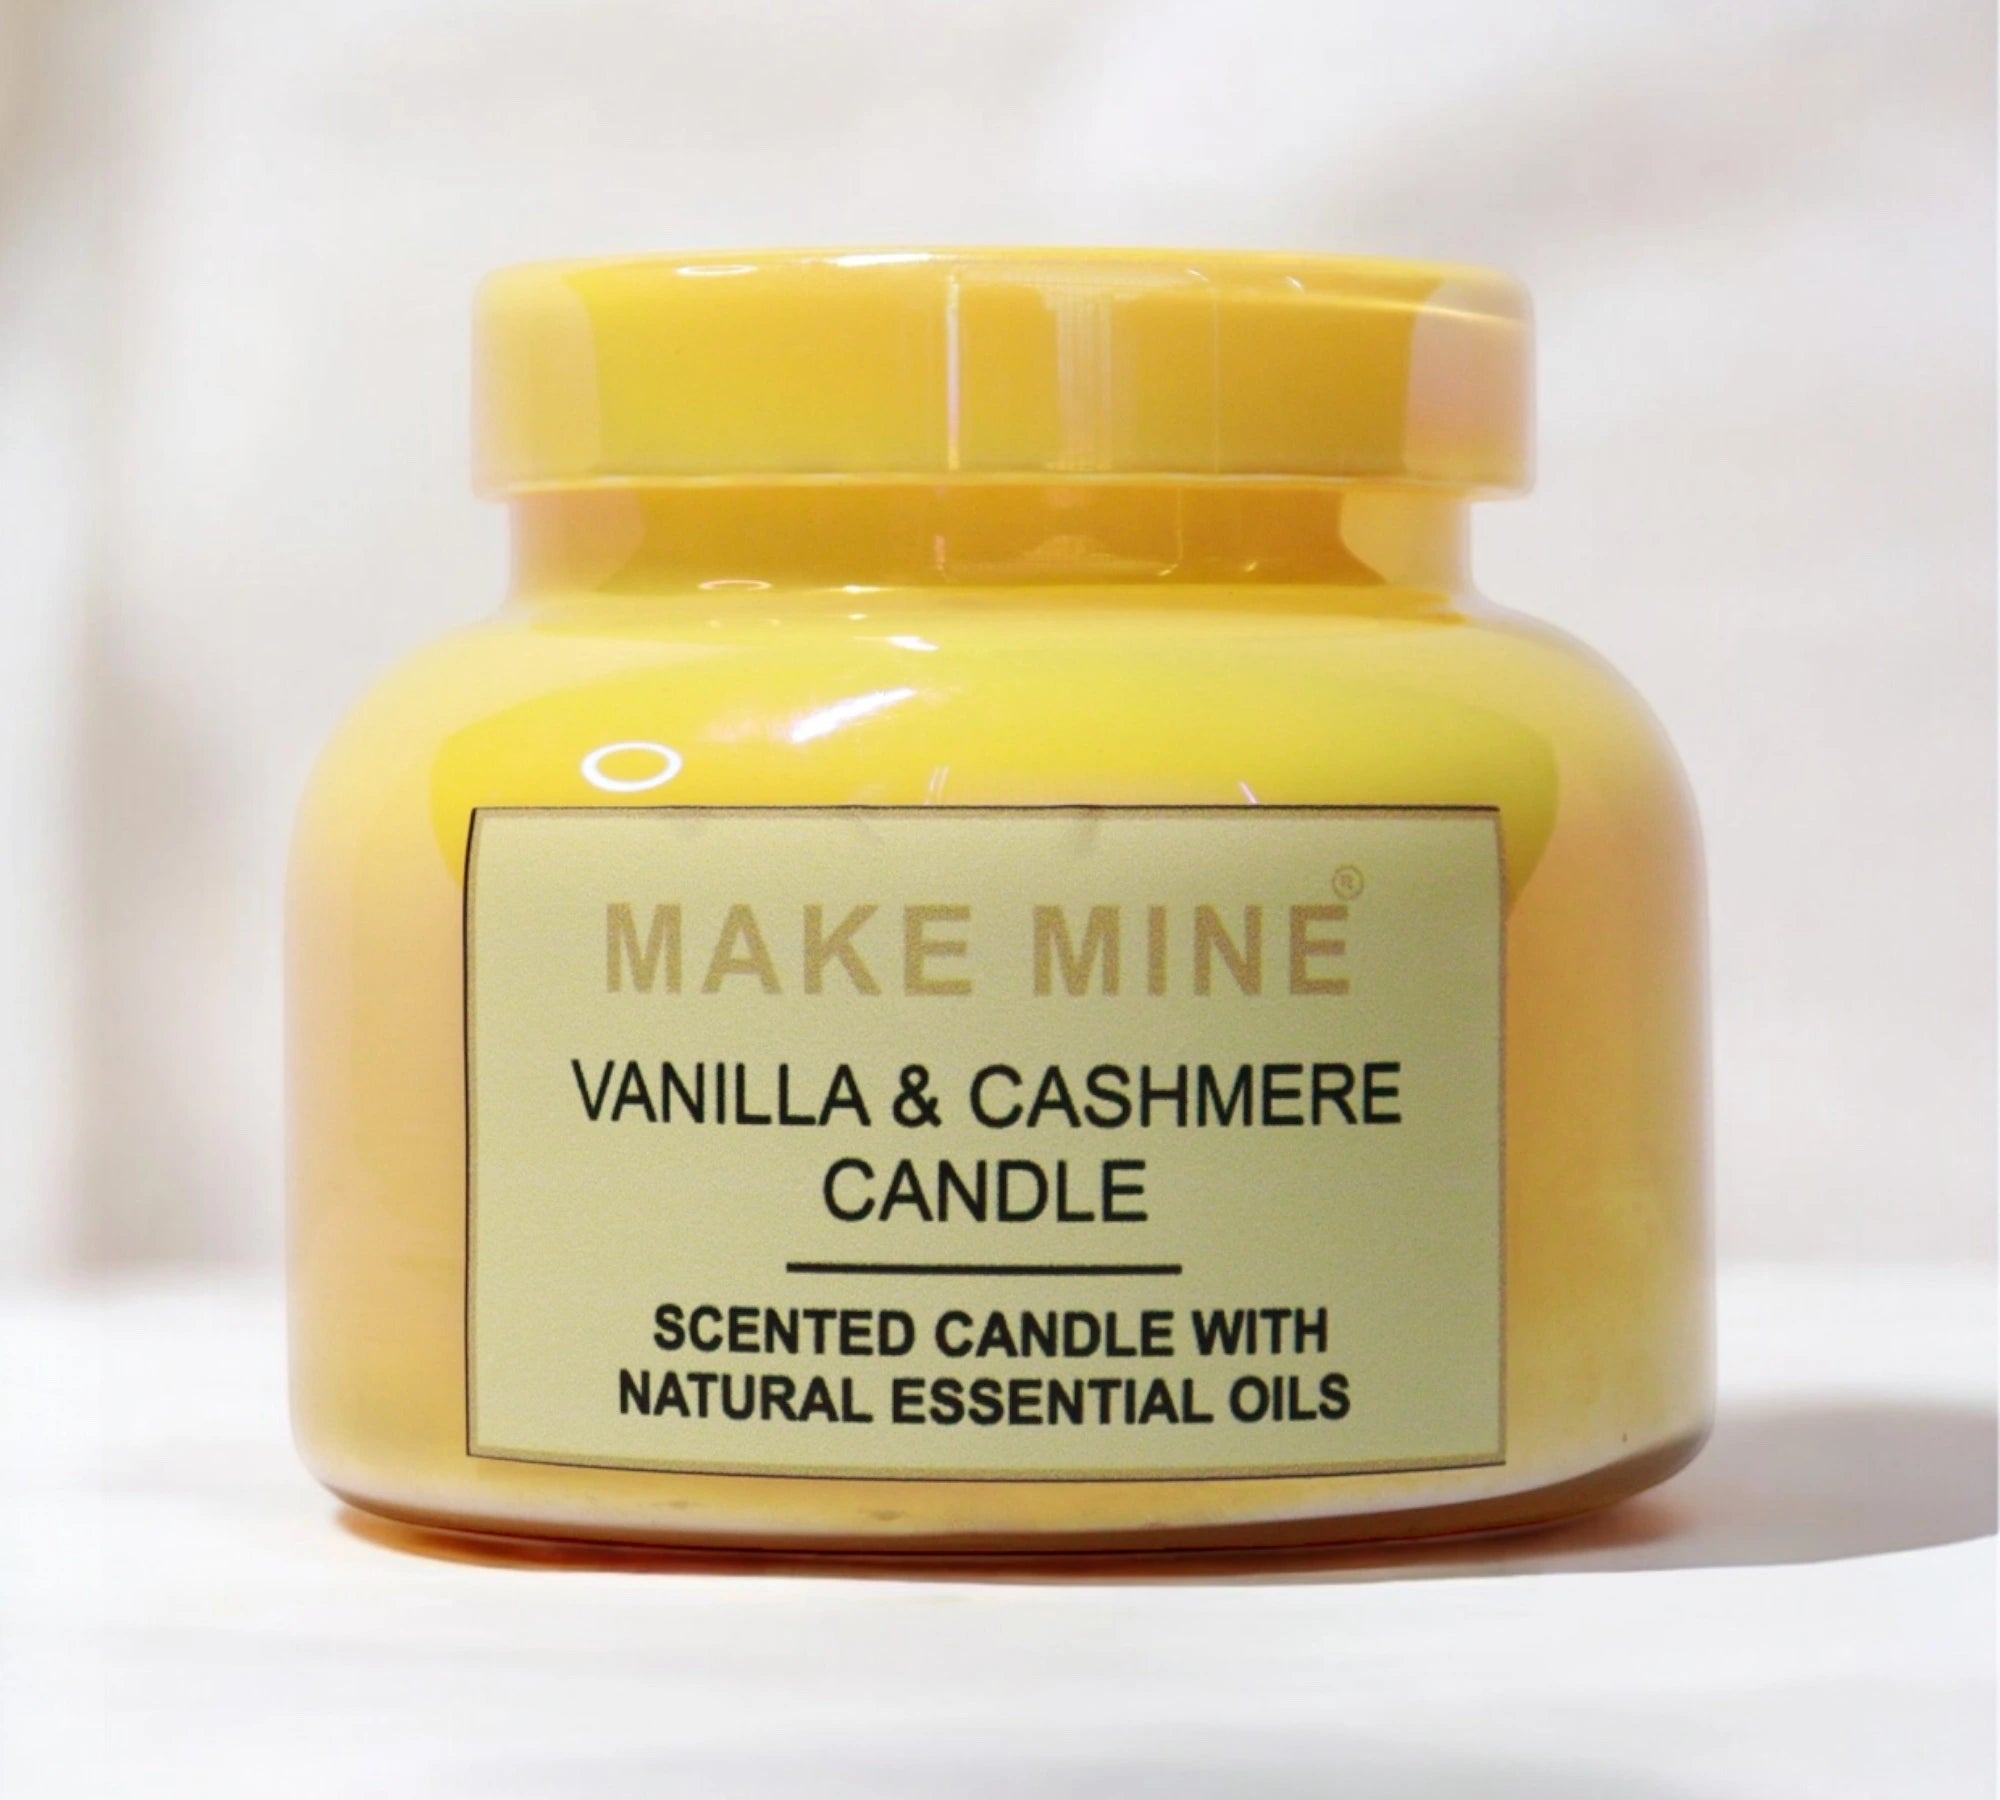 MAKE MINE®
VANILLA & CASHMERE
CANDLE
SCENTED CANDLE WITH
NATURAL ESSENTIAL OILS